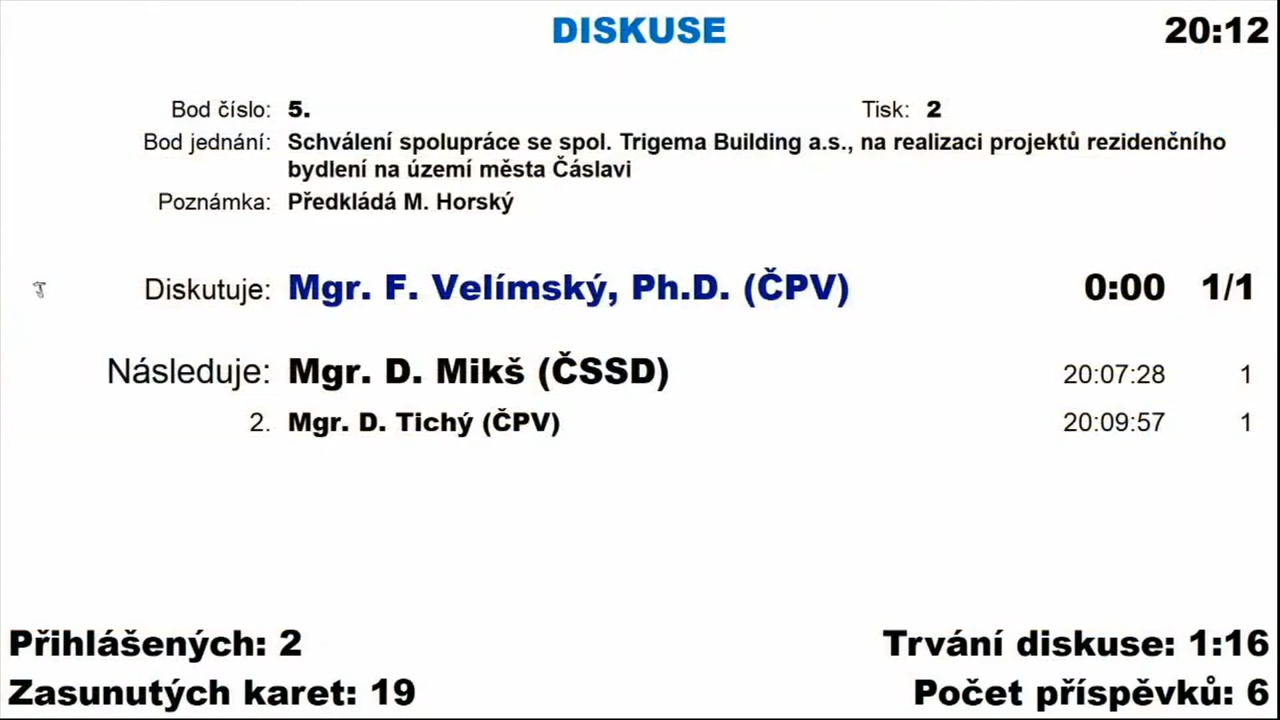 DISKUSE 20:12
Bod číslo: 5. Tisk: 2
Bod jednání: Schválení spolupráce se spol. Trigema Building a.s., na realizaci projektů rezidenčního
bydlení na území města Čáslavi
Poznámka: Předkládá M. Horský
Diskutuje: Mgr. F. Velímský, Ph.D. (ČPV) 0:00 1/1
Následuje: Mgr. D. Mikš (ČSSD) 20:07:28 1
2. Mgr. D. Tichý (ČPV) 20:09:57 1
Přihlášených: 2 Trvání diskuse: 1:16
Zasunutých karet: 19 Počet příspěvků: 6